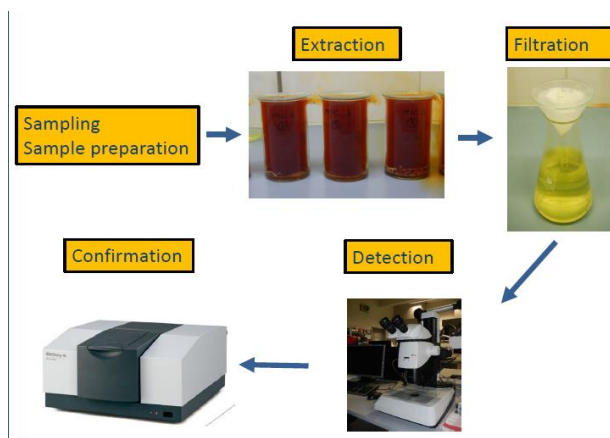 Extraction
Filtration
Sampling
Sample preparation
Confirmation
Detection